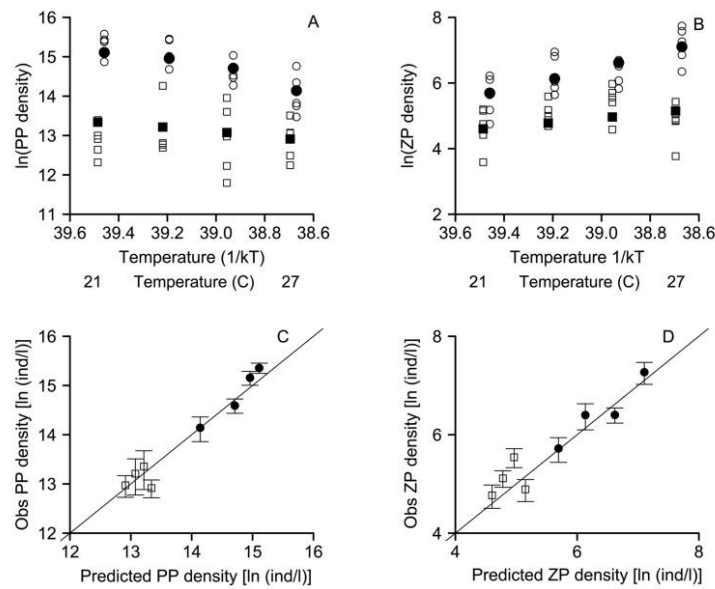 A
16
15
14
13
12
11
ln(PP density)
39.6 39.4 39.2 39.0 38.8 38.6
Temperature (1/kT)
21 Temperature (C) 27
B
8
6
4
2
ln(ZP density)
39.6 39.4 39.2 39.0 38.8 38.6
Temperature 1/kT
21 Temperature (C) 27
C
16
15
14
13
12
Obs PP density [ln (ind/l)]
12 13 14 15 16
Predicted PP density [ln (ind/l)]
D
8
6
4
Obs ZP density [ln (ind/l)]
4 6 8
Predicted ZP density [ln (ind/l)]